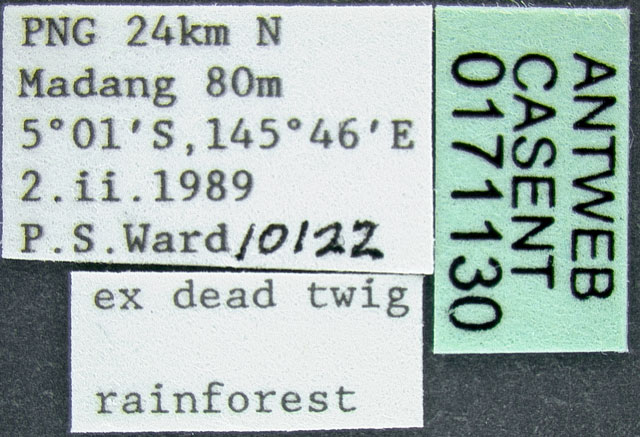 PNG 24km N
Madang 80m
5°01'S,145°46'E
2.ii.1989
P.S.Ward/10122
ex dead twig
rainforest
ANTWEB
CASENT
0171130